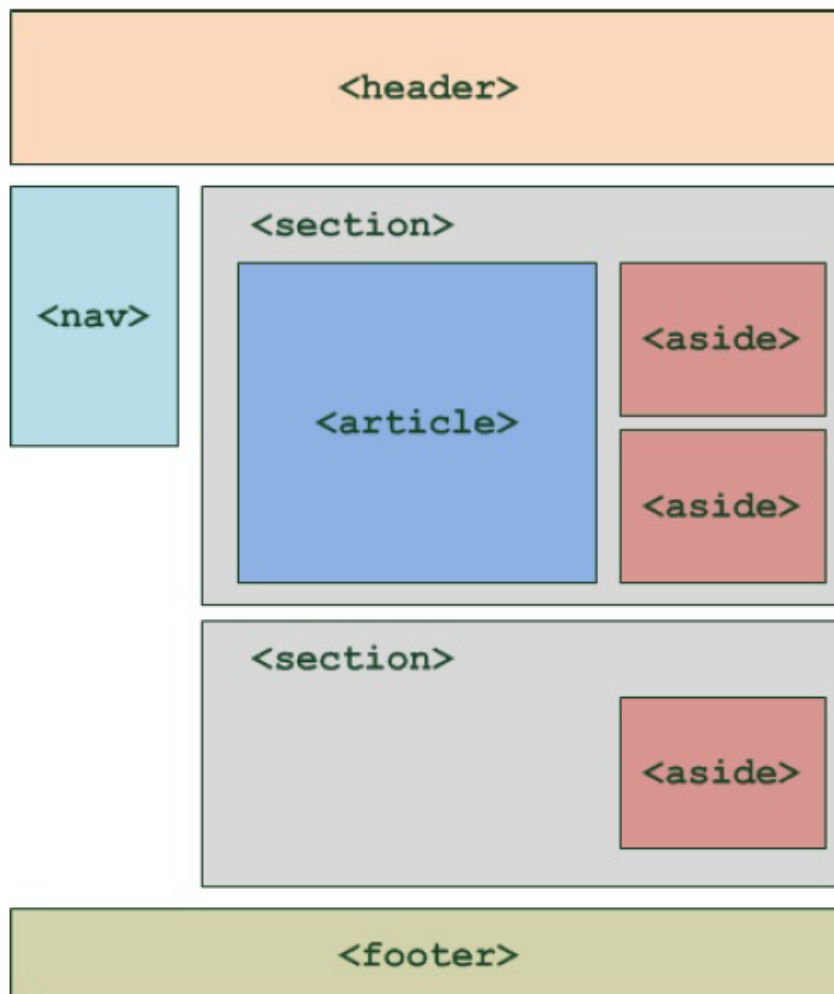 <header>
<nav>
<section>
<article>
<aside>
<aside>
<section>
<aside>
<footer>